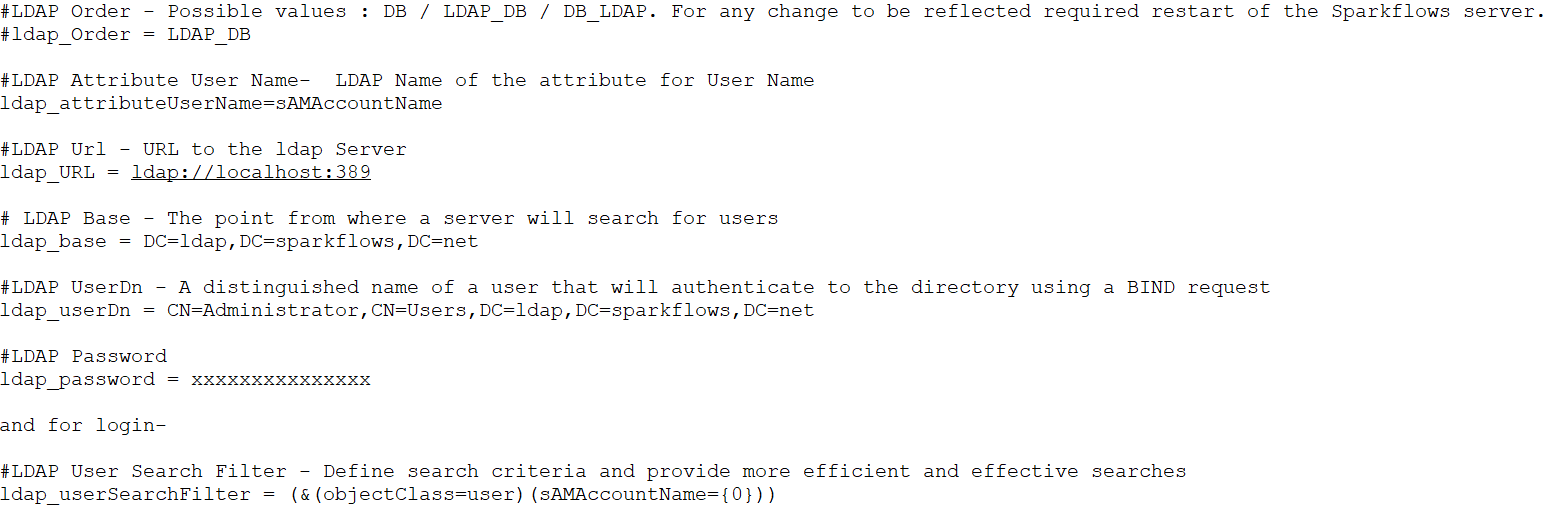 #LDAP Order - Possible values : DB / LDAP_DB / DB_LDAP. For any change to be reflected required restart of the Sparkflows server.
#ldap_Order = LDAP_DB
#LDAP Attribute User Name-  LDAP Name of the attribute for User Name
ldap_attributeUserName=sAMAccountName
#LDAP Url - URL to the ldap Server
ldap_URL = ldap://localhost:389
# LDAP Base - The point from where a server will search for users
ldap_base = DC=ldap,DC=sparkflows,DC=net
#LDAP UserDn - A distinguished name of a user that will authenticate to the directory using a BIND request
ldap_userDn = CN=Administrator,CN=Users,DC=ldap,DC=sparkflows,DC=net
#LDAP Password
ldap_password = xxxxxxxxxxxxxxx
and for login-
#LDAP User Search Filter - Define search criteria and provide more efficient and effective searches
ldap_userSearchFilter = (&(objectClass=user)(sAMAccountName={0}))